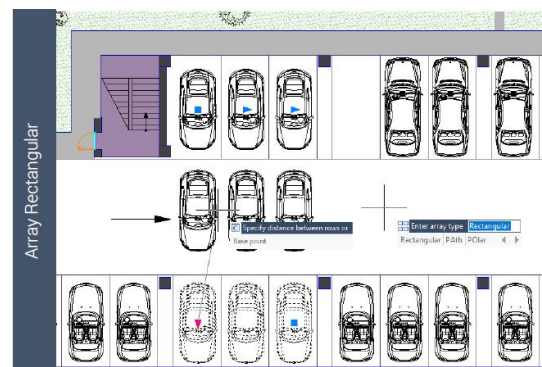 Array Rectangular
Specify distance between rows or
Base point
Enter array type Rectangular
Rectangular PAth POlar